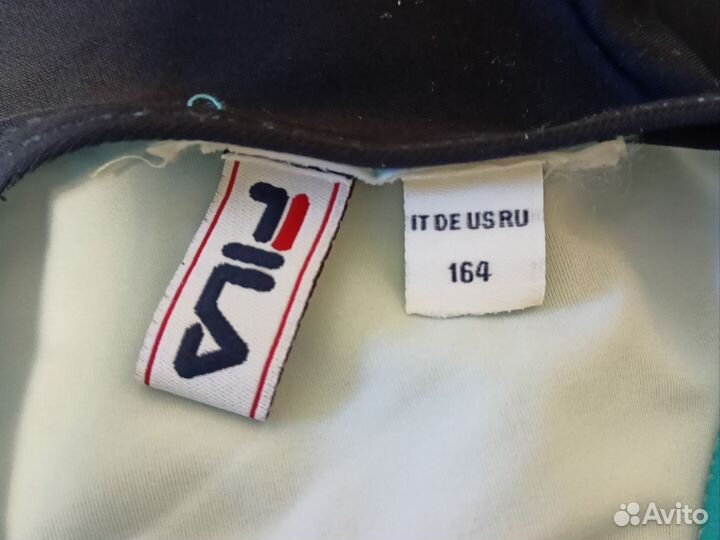 FILA
IT DE US RU
164
Avito